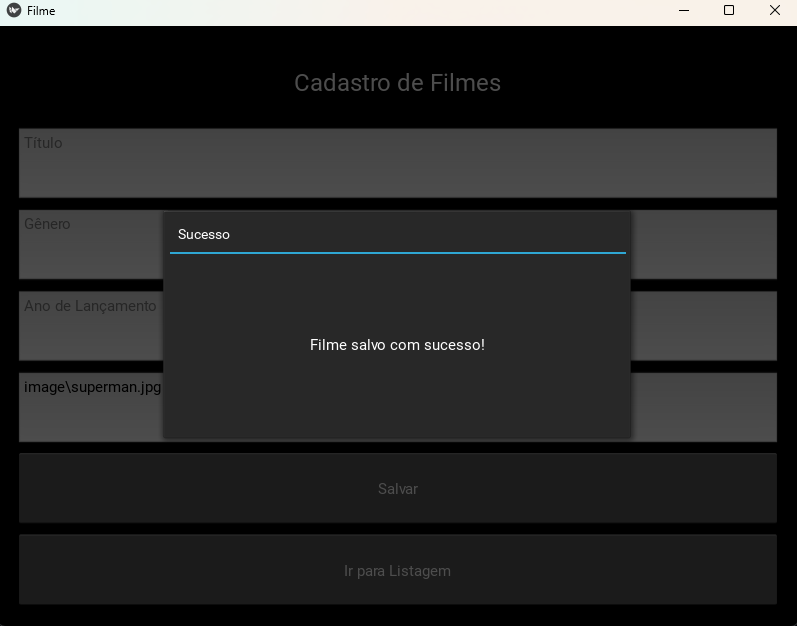 Filme
Cadastro de Filmes
Título
Gênero
Sucesso
Ano de Lançamento
Filme salvo com sucesso!
image\superman.jpg
Salvar
Ir para Listagem